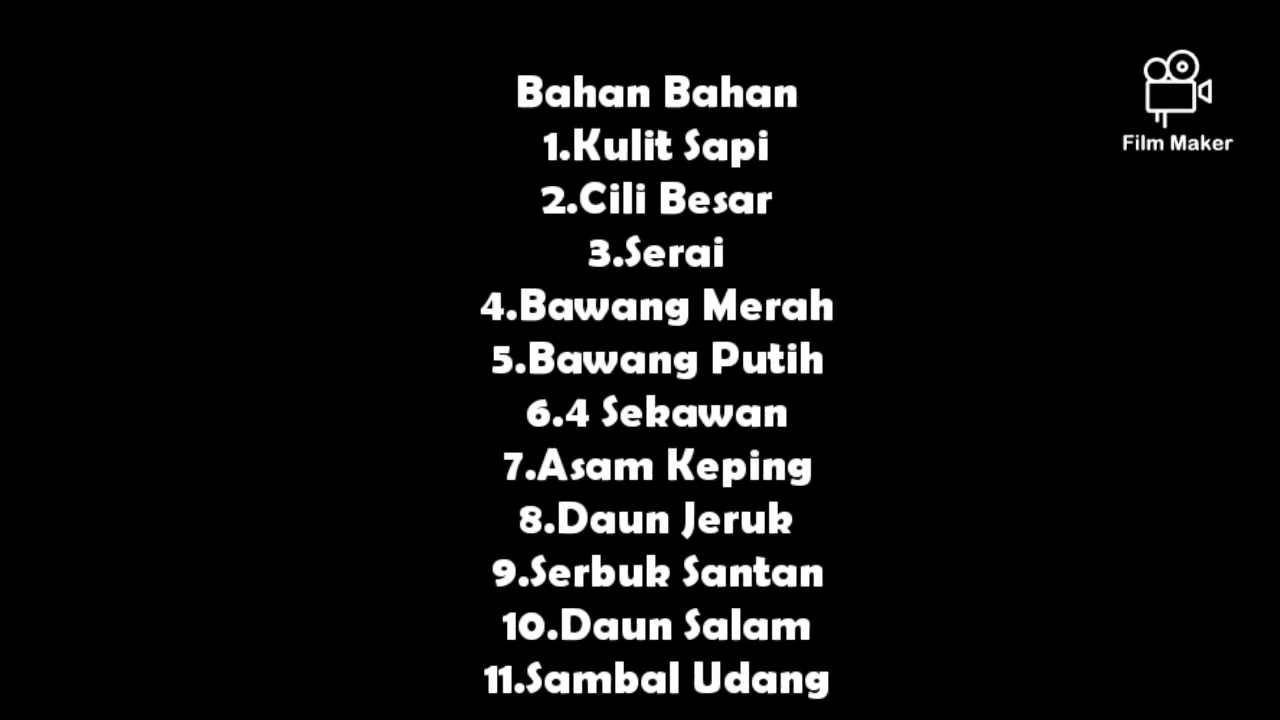 Bahan Bahan
1.Kulit Sapi
2.Cili Besar
3.Serai
4.Bawang Merah
5.Bawang Putih
6.4 Sekawan
7.Asam Keping
8.Daun Jeruk
9.Serbuk Santan
10.Daun Salam
11.Sambal Udang
Film Maker